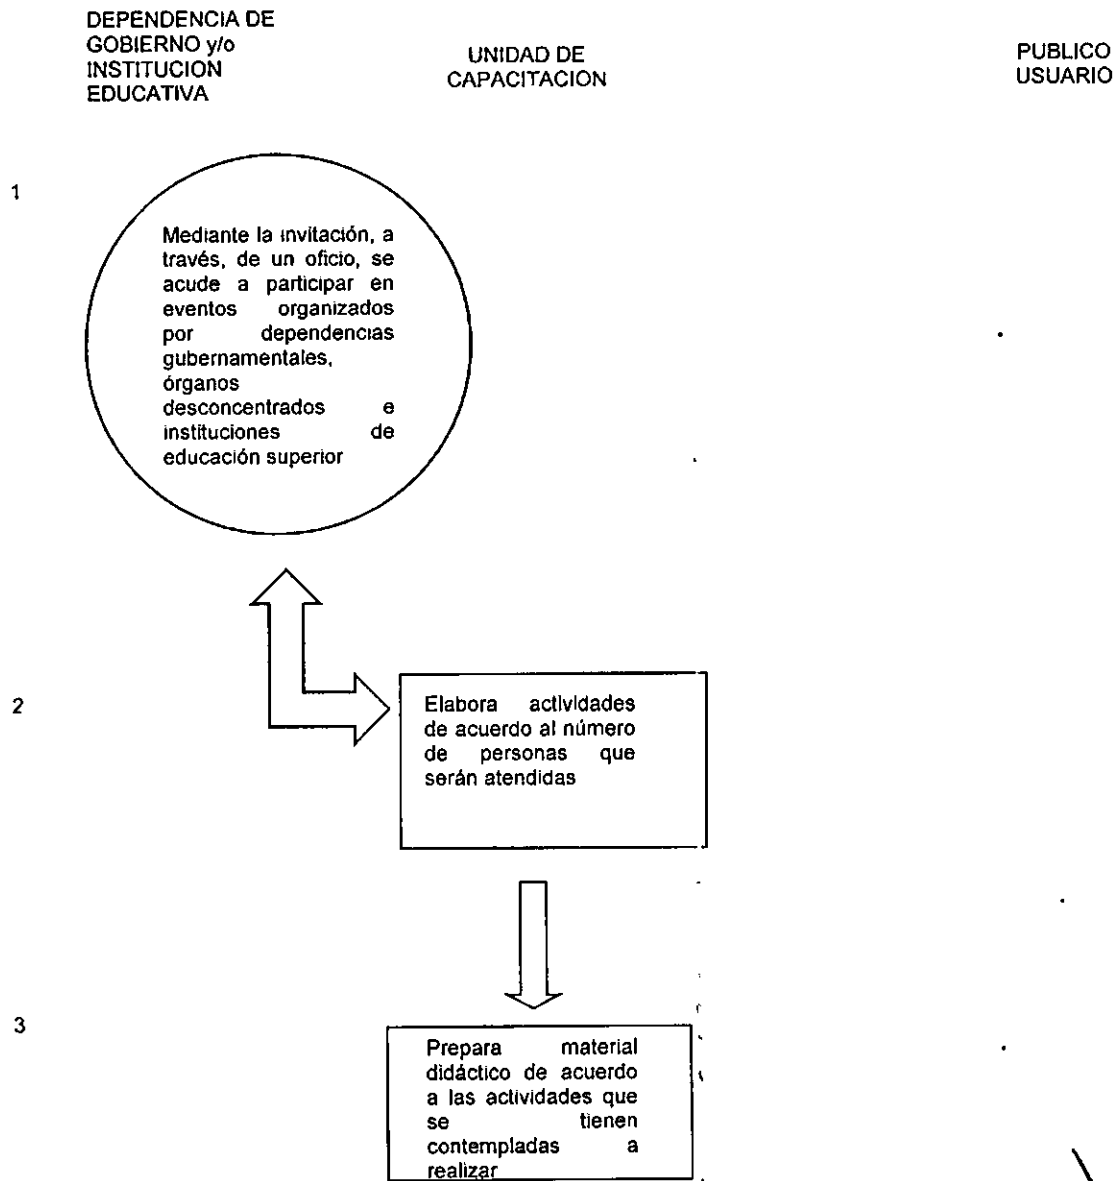 DEPENDENCIA DE
GOBIERNO y/o
INSTITUCION
EDUCATIVA
UNIDAD DE
CAPACITACION
PUBLICO
USUARIO
1
Mediante la invitación, a
través, de un oficio, se
acude a participar en
eventos organizados
por dependencias
gubernamentales,
órganos
desconcentrados e
instituciones de
educación superior
2
Elabora actividades
de acuerdo al número
de personas que
serán atendidas
3
Prepara material
didáctico de acuerdo
a las actividades que
se tienen
contempladas a
realizar